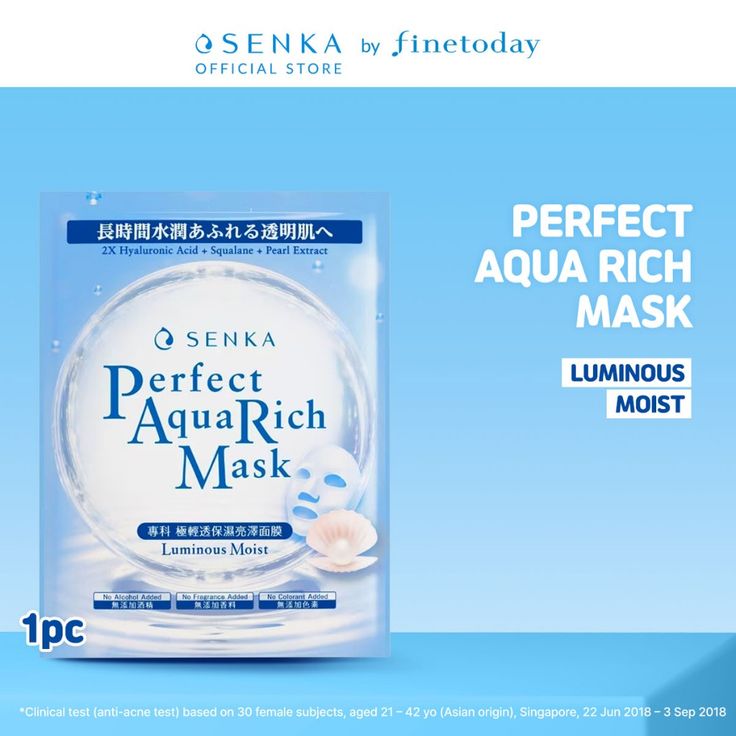 SENKA by finetoday
OFFICIAL STORE
長時間水潤あふれる透明肌へ
2X Hyaluronic Acid + Squalane + Pearl Extract
SENKA
Perfect
AquaRich
Mask
專科 極輕透保濕亮澤面膜
Luminous Moist
No Alcohol Added
無添加酒精
No Fragrance Added
無添加香料
No Colorant Added
無添加色素
1pc
PERFECT
AQUA RICH
MASK
LUMINOUS
MOIST
*Clinical test (anti-acne test) based on 30 female subjects, aged 21 – 42 yo (Asian origin), Singapore, 22 Jun 2018 – 3 Sep 2018